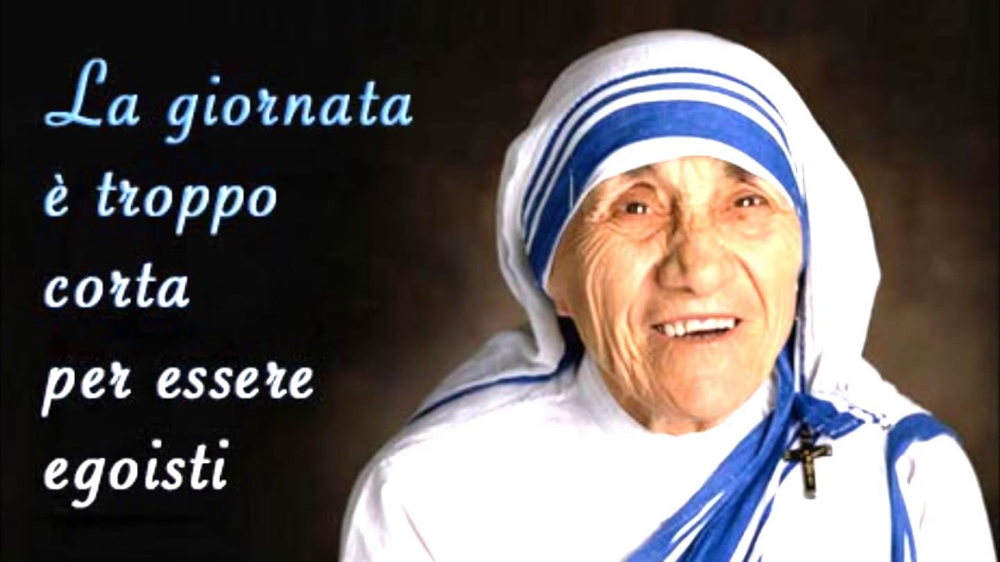 La giornata
è troppo
corta
per essere
egoisti